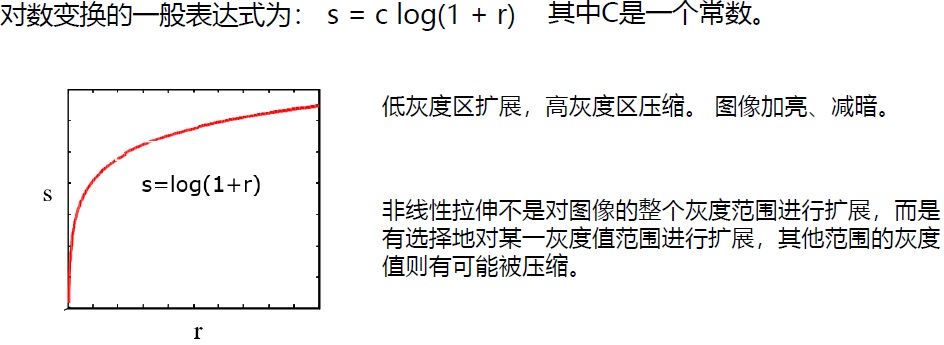 对数变换的一般表达式为： s = c log(1 + r) 其中C是一个常数。
低灰度区扩展，高灰度区压缩。 图像加亮、减暗。
s=log(1+r)
s
非线性拉伸不是对图像的整个灰度范围进行扩展，而是
有选择地对某一灰度值范围进行扩展，其他范围的灰度
值则有可能被压缩。
r